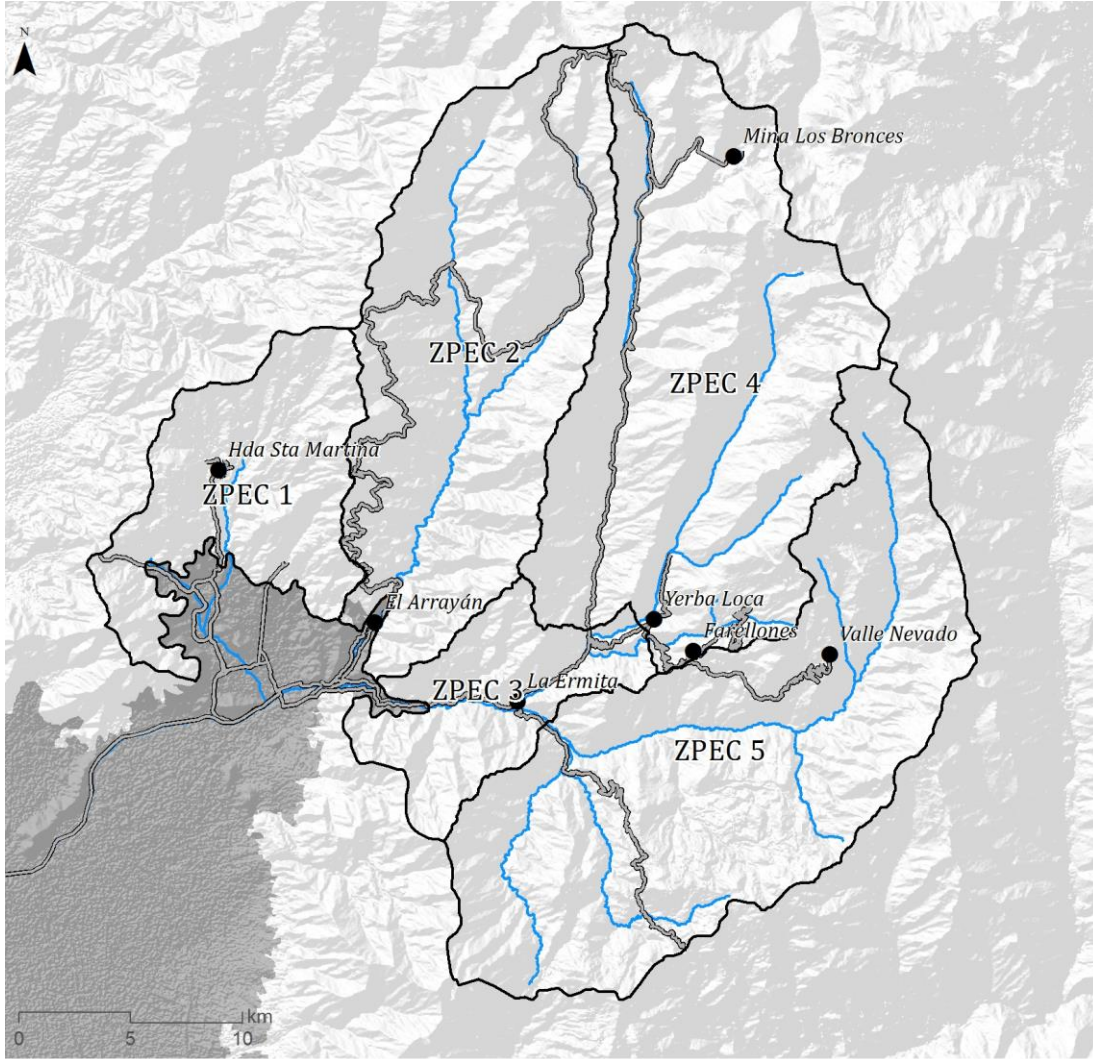 N
Mina Los Bronces
ZPEC 2
ZPEC 4
Hda Sta Martina
ZPEC 1
El Arrayán
Yerba Loca
Farellones
Valle Nevado
La Ermita
ZPEC 3
ZPEC 5
km
0 5 10